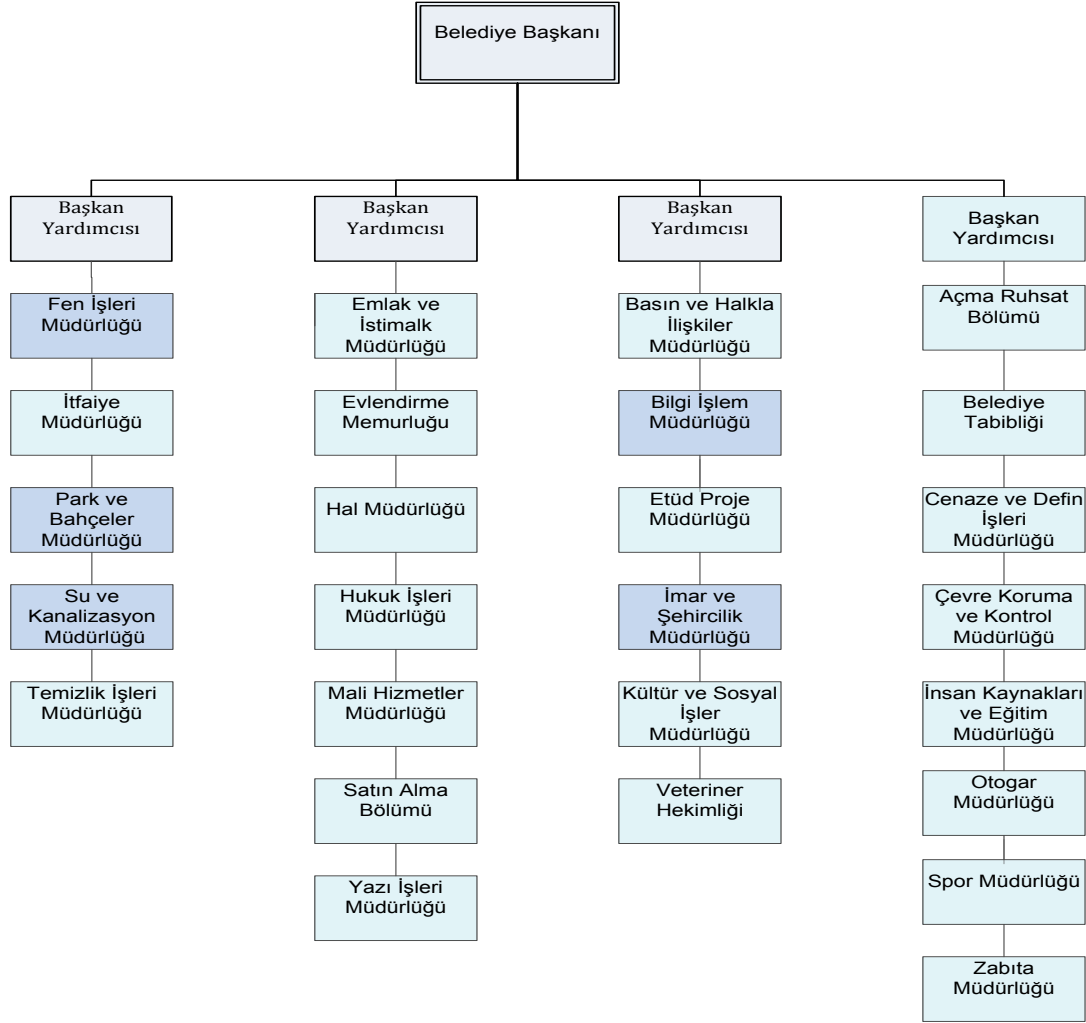 Belediye Başkanı
Başkan
Yardımcısı
Fen İşleri
Müdürlüğü
İtfaiye
Müdürlüğü
Park ve
Bahçeler
Müdürlüğü
Su ve
Kanalizasyon
Müdürlüğü
Temizlik İşleri
Müdürlüğü
Başkan
Yardımcısı
Emlak ve
İstimalk
Müdürlüğü
Evlendirme
Memurluğu
Hal Müdürlüğü
Hukuk İşleri
Müdürlüğü
Mali Hizmetler
Müdürlüğü
Satın Alma
Bölümü
Yazı İşleri
Müdürlüğü
Başkan
Yardımcısı
Basın ve Halkla
İlişkiler
Müdürlüğü
Bilgi İşlem
Müdürlüğü
Etüd Proje
Müdürlüğü
İmar ve
Şehircilik
Müdürlüğü
Kültür ve Sosyal
İşler
Müdürlüğü
Veteriner
Hekimliği
Başkan
Yardımcısı
Açma Ruhsat
Bölümü
Belediye
Tabibliği
Cenaze ve Defin
İşleri
Müdürlüğü
Çevre Koruma
ve Kontrol
Müdürlüğü
İnsan Kaynakları
ve Eğitim
Müdürlüğü
Otogar
Müdürlüğü
Spor Müdürlüğü
Zabıta
Müdürlüğü